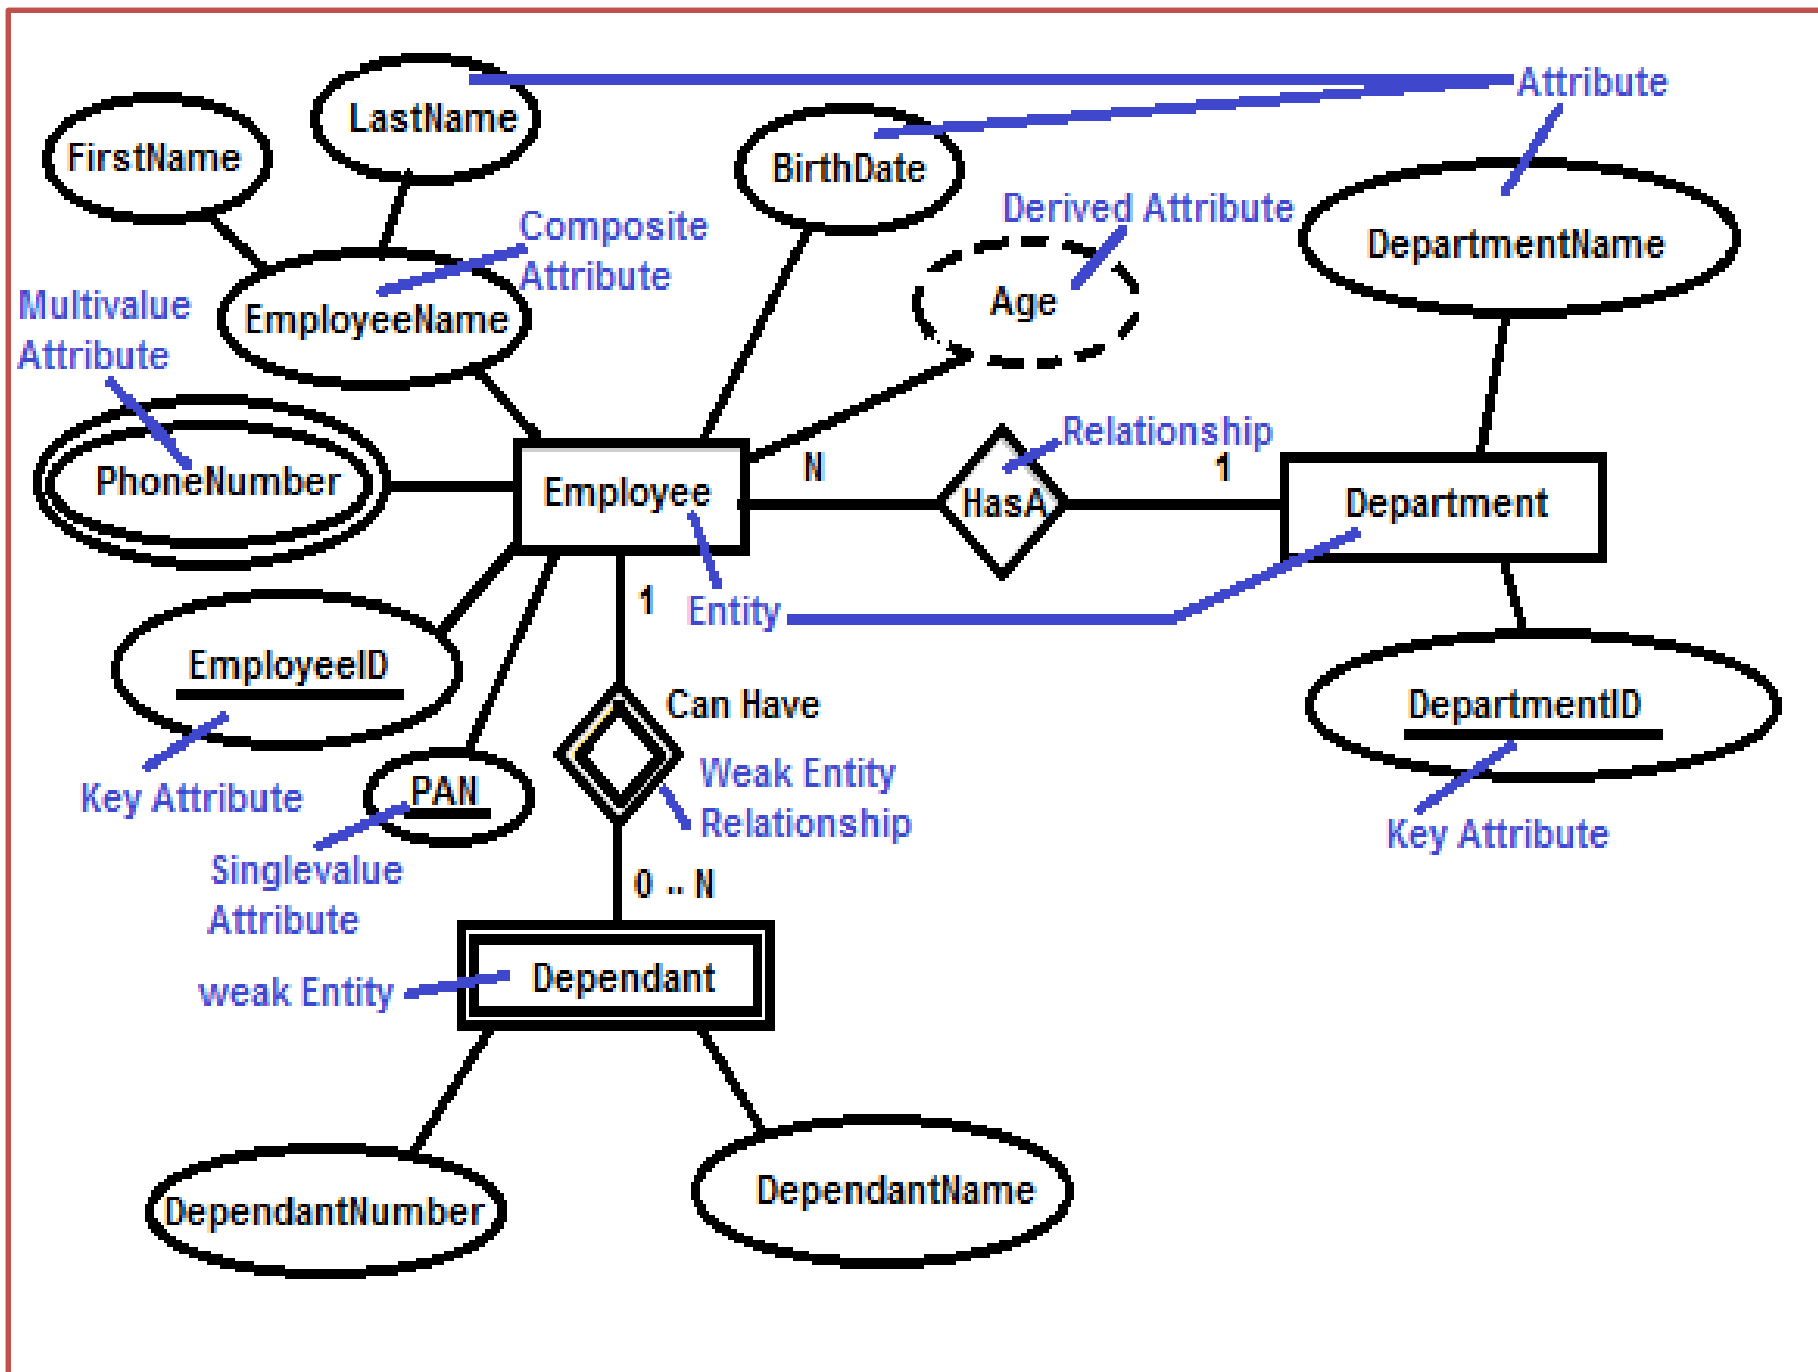 LastName
Attribute
FirstName
BirthDate
Derived Attribute
Composite
Attribute
DepartmentName
Multivalue
Attribute
EmployeeName
Age
PhoneNumber
Employee
N
Relationship
HasA
1
Department
1
Entity
EmployeeID
Key Attribute
PAN
Singlevalue
Attribute
Can Have
Weak Entity
Relationship
DepartmentID
Key Attribute
0 .. N
weak Entity
Dependant
DependantNumber
DependantName